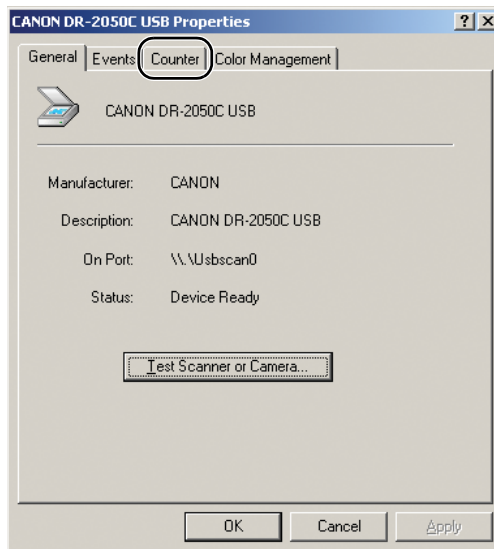 CANON DR-2050C USB Properties ? X
General Events Counter Color Management
CANON DR-2050C USB
Manufacturer: CANON
Description: CANON DR-2050C USB
On Port: \\.\Usbscan0
Status: Device Ready
Test Scanner or Camera...
OK Cancel Apply